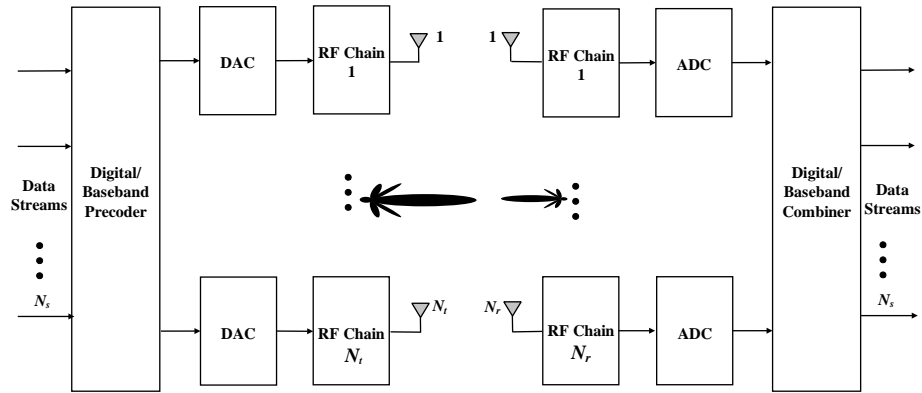 Data
Streams
N_s
Digital/
Baseband
Precoder
DAC
RF Chain
1
1
DAC
RF Chain
N_t
N_t
1
RF Chain
1
ADC
N_r
RF Chain
N_r
ADC
Digital/
Baseband
Combiner
Data
Streams
N_s